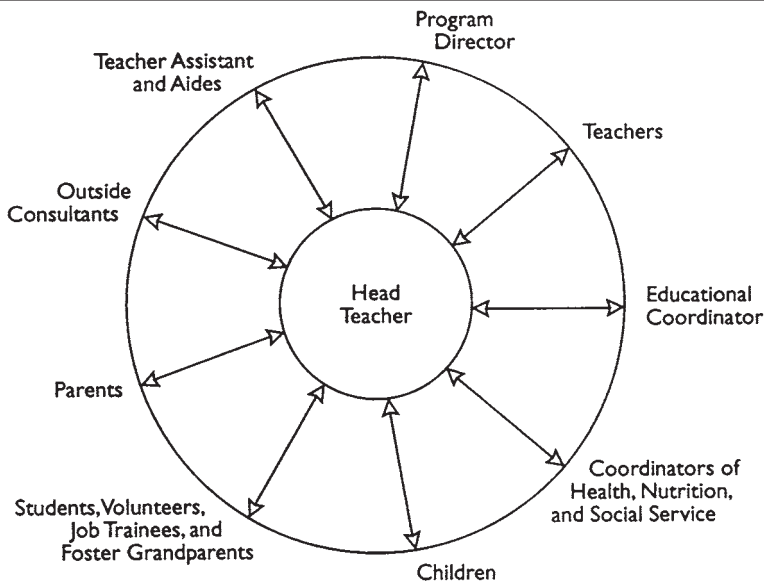 Program
Director
Teacher Assistant
and Aides
Teachers
Outside
Consultants
Head
Teacher
Educational
Coordinator
Parents
Coordinators of
Health, Nutrition,
and Social Service
Students, Volunteers,
Job Trainees, and
Foster Grandparents
Children